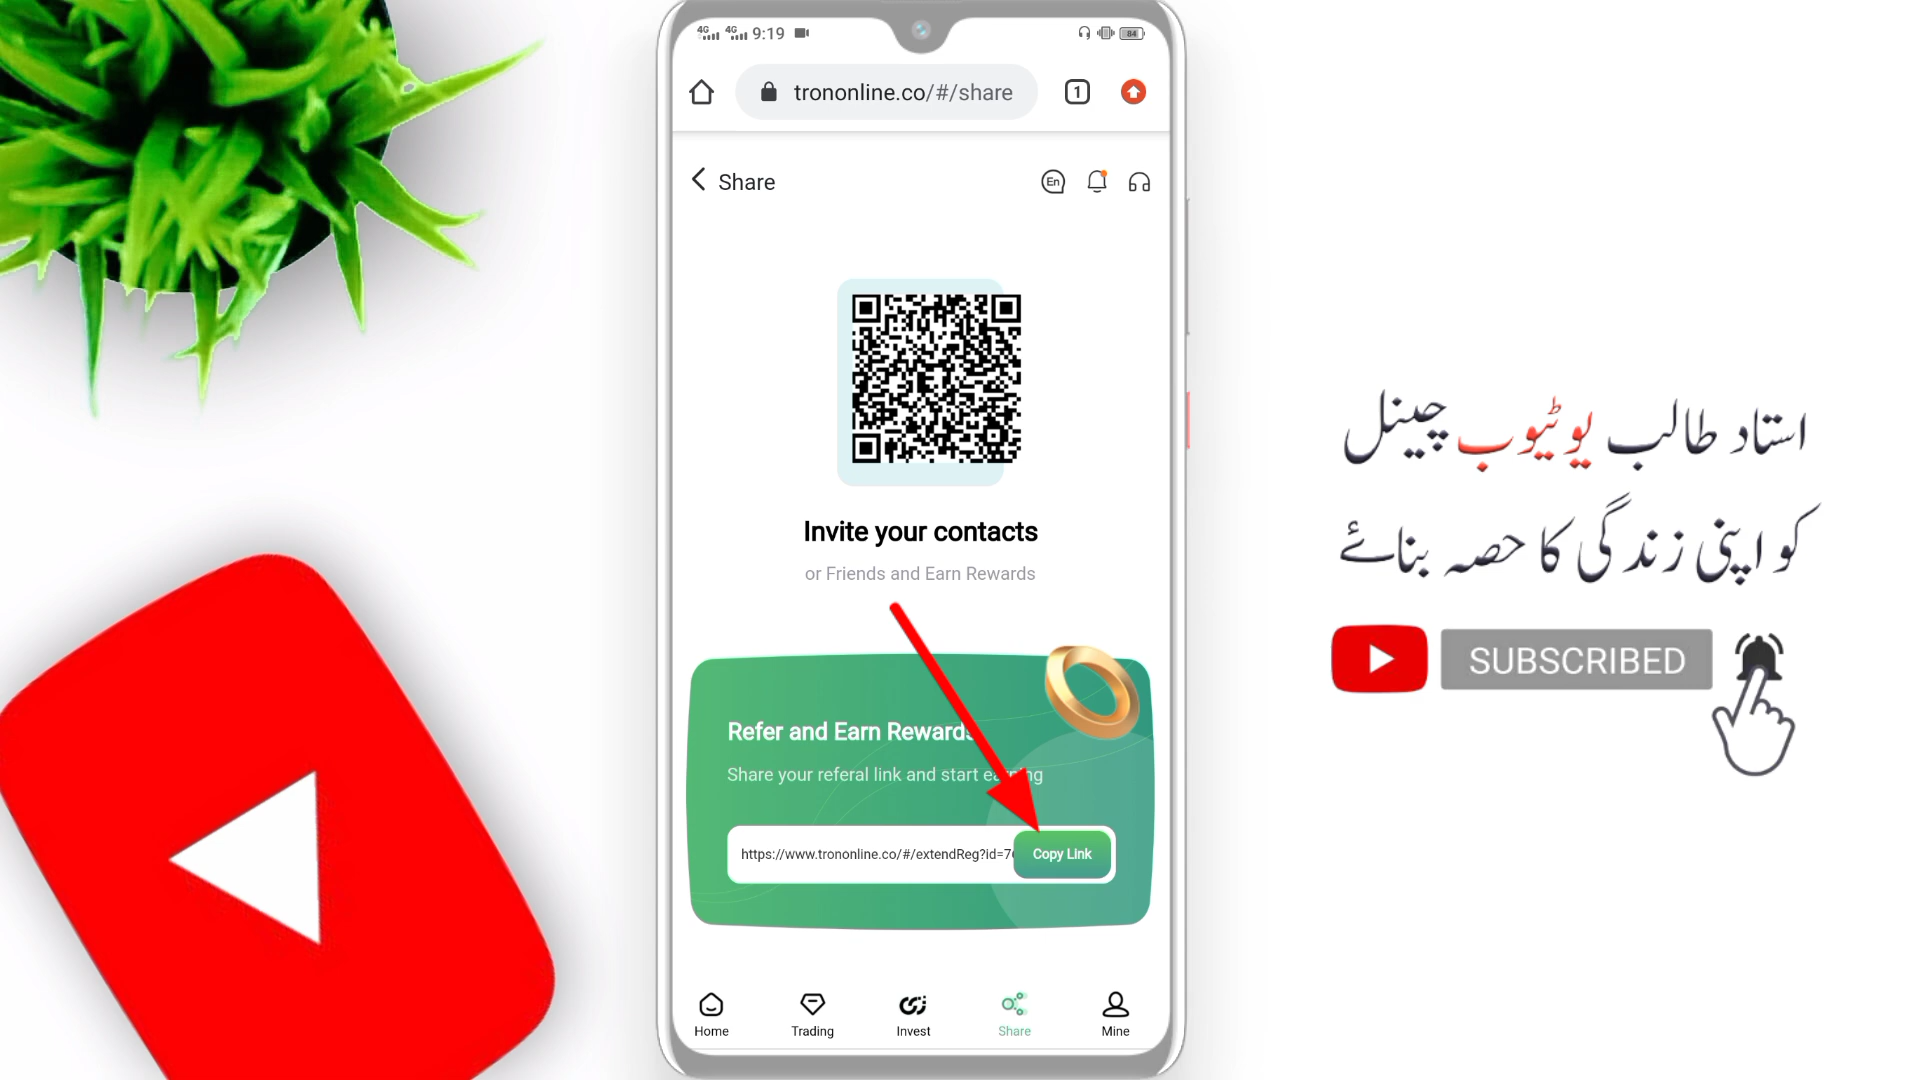 4G 4G 9:19 84
trononline.co/#/share 1
Share
En
Invite your contacts
or Friends and Earn Rewards
Refer and Earn Rewards
Share your referal link and start earning
https://www.trononline.co/#/extendReg?id=7 Copy Link
Home Trading Invest Share Mine
استاد طالب یوٹیوب چینل
کو اپنی زندگی کا حصہ بنائے
SUBSCRIBED